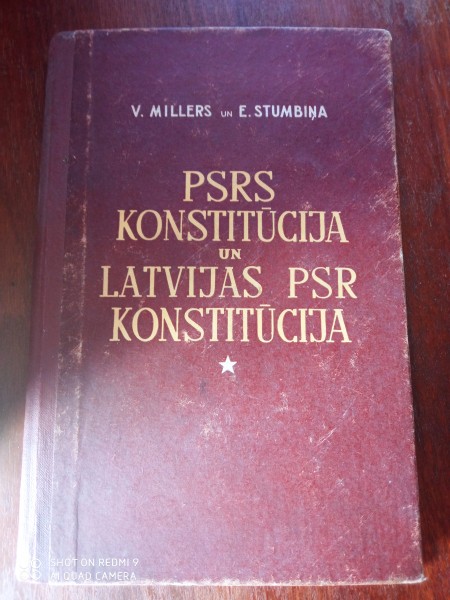 V. MILLERS UN E. STUMBIŅA
PSRS
KONSTITŪCIJA
UN
LATVIJAS PSR
KONSTITŪCIJA
SHOT ON REDMI 9
AI QUAD CAMERA